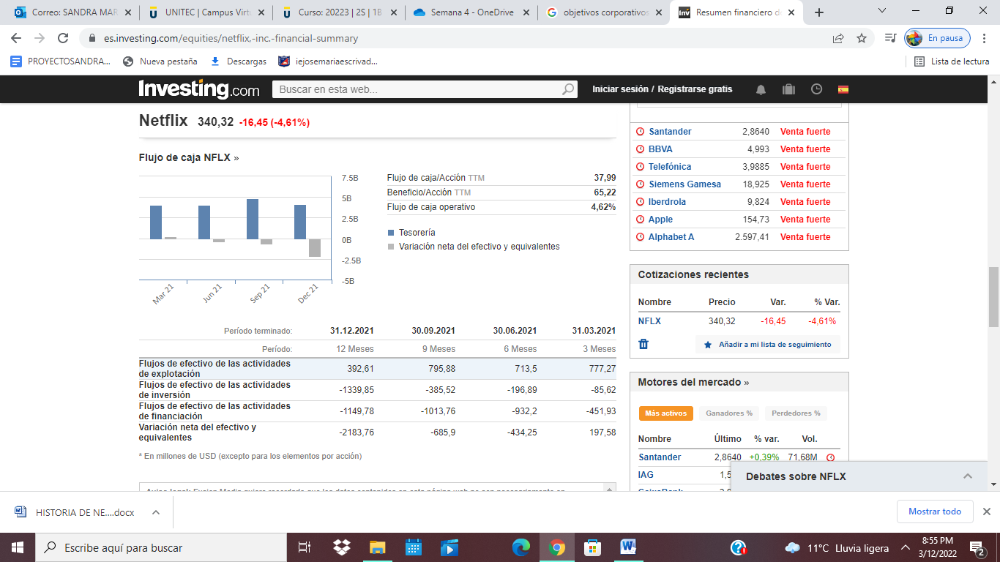 Correo: SANDRA MAR
UNITEC | Campus Virtu
Curso: 20223 | 2S | 1B
Semana 4 - OneDrive
objetivos corporativos
Resumen financiero de
es.investing.com/equities/netflix,-inc.-financial-summary
En pausa
PROYECTOSANDRA...
Nueva pestaña
Descargas
iejosemariaescrivad...
Lista de lectura
Investing.com
Buscar en esta web...
Iniciar sesión / Registrarse gratis
Netflix 340,32 -16,45 (-4,61%)
Flujo de caja NFLX »
7.5B
5B
2.5B
0B
-2.5B
-5B
Mar 21
Jun 21
Sep 21
Dec 21
Flujo de caja/Acción TTM 37,99
Beneficio/Acción TTM 65,22
Flujo de caja operativo 4,62%
Tesorería
Variación neta del efectivo y equivalentes
Período terminado: 31.12.2021 30.09.2021 30.06.2021 31.03.2021
Período: 12 Meses 9 Meses 6 Meses 3 Meses
Flujos de efectivo de las actividades
de explotación 392,61 795,88 713,5 777,27
Flujos de efectivo de las actividades
de inversión -1339,85 -385,52 -196,89 -85,62
Flujos de efectivo de las actividades
de financiación -1149,78 -1013,76 -932,2 -451,93
Variación neta del efectivo y
equivalentes -2183,76 -685,9 -434,25 197,58
* En millones de USD (excepto para los elementos por acción)
Santander 2,8640 Venta fuerte
BBVA 4,993 Venta fuerte
Telefónica 3,9885 Venta fuerte
Siemens Gamesa 18,925 Venta fuerte
Iberdrola 9,824 Venta fuerte
Apple 154,73 Venta fuerte
Alphabet A 2.597,41 Venta fuerte
Cotizaciones recientes
Nombre Precio Var. % Var.
NFLX 340,32 -16,45 -4,61%
Añadir a mi lista de seguimiento
Motores del mercado »
Más activos Ganadores % Perdedores %
Nombre Último % var. Vol.
Santander 2,8640 +0,39% 71,68M
IAG 1,5
Debates sobre NFLX
HISTORIA DE NE....docx
Mostrar todo
Escribe aquí para buscar
11°C Lluvia ligera
8:55 PM
3/12/2022
2